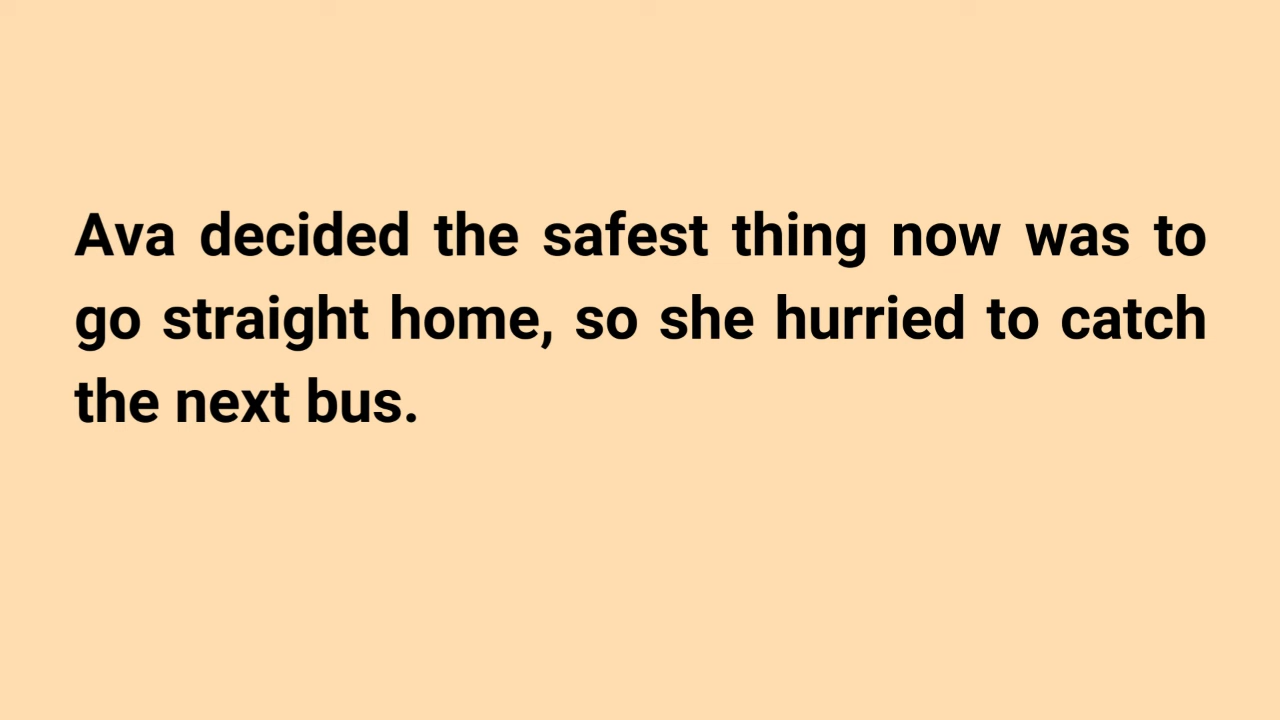 Ava decided the safest thing now was to
go straight home, so she hurried to catch
the next bus.